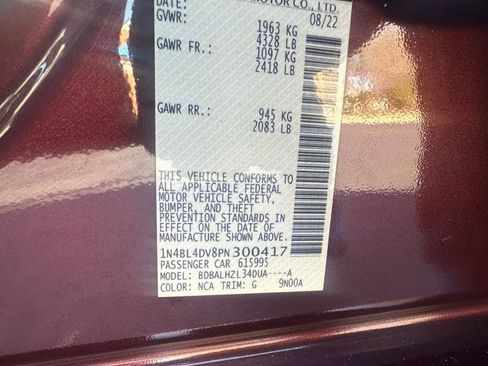 MOTOR CO., LTD
DATE: 08/22
GVWR: 1963 KG
4328 LB
GAWR FR.: 1097 KG
2418 LB
GAWR RR.: 945 KG
2083 LB
THIS VEHICLE CONFORMS TO
ALL APPLICABLE FEDERAL
MOTOR VEHICLE SAFETY,
BUMPER, AND THEFT
PREVENTION STANDARDS IN
EFFECT ON THE DATE OF
MANUFACTURE SHOWN ABOVE.
1N4BL4DV8PN300417
PASSENGER CAR 615995
MODEL: BDBALHZL34DUA----A
COLOR: NCA TRIM: G 9N00A